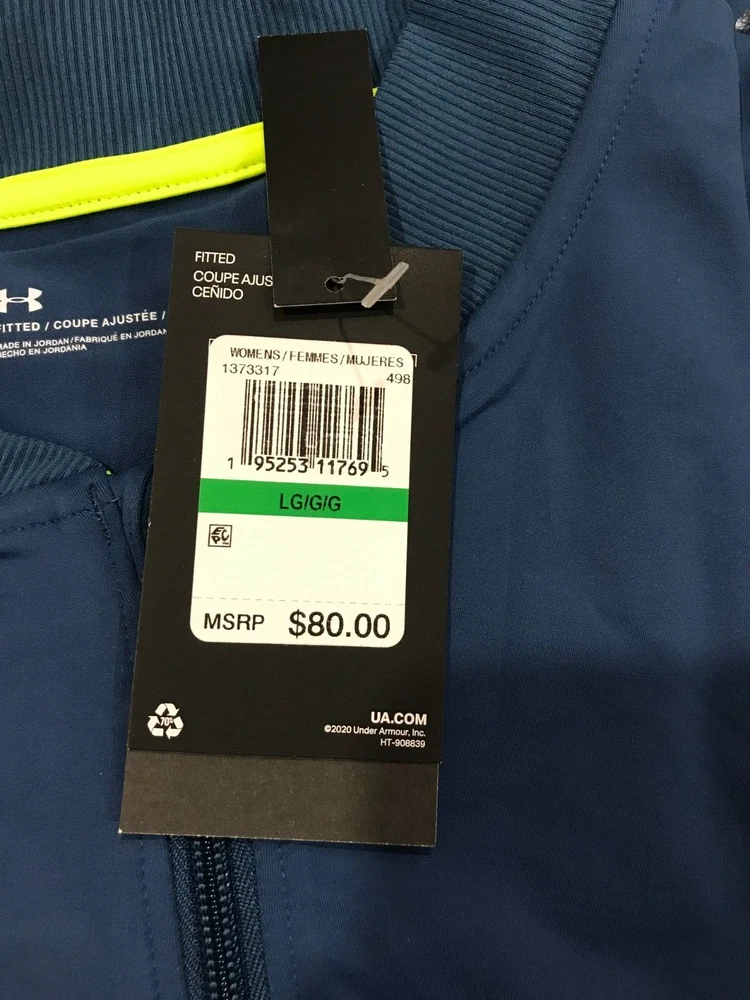 FITTED
COUPE AJUS
CEÑIDO
FITTED / COUPE AJUSTÉE /
MADE IN JORDAN / FABRIQUÉ EN JORDAN
HECHO EN JORDANIA
WOMENS/FEMMES/MUJERES
1373317 498
1 95253 11769 5
LG/G/G
MSRP $80.00
70%
UA.COM
©2020 Under Armour, Inc.
HT-908839